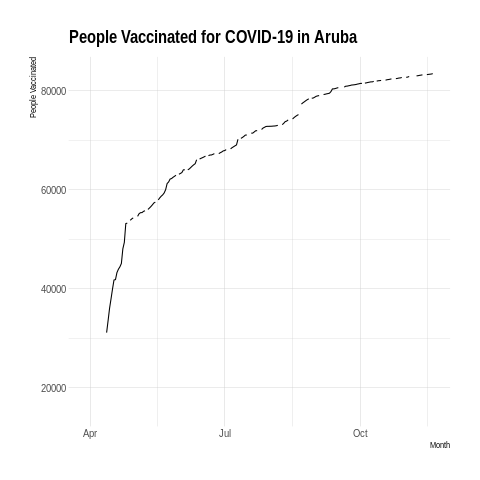 People Vaccinated for COVID-19 in Aruba
People Vaccinated
80000
60000
40000
20000
Apr
Jul
Oct
Month